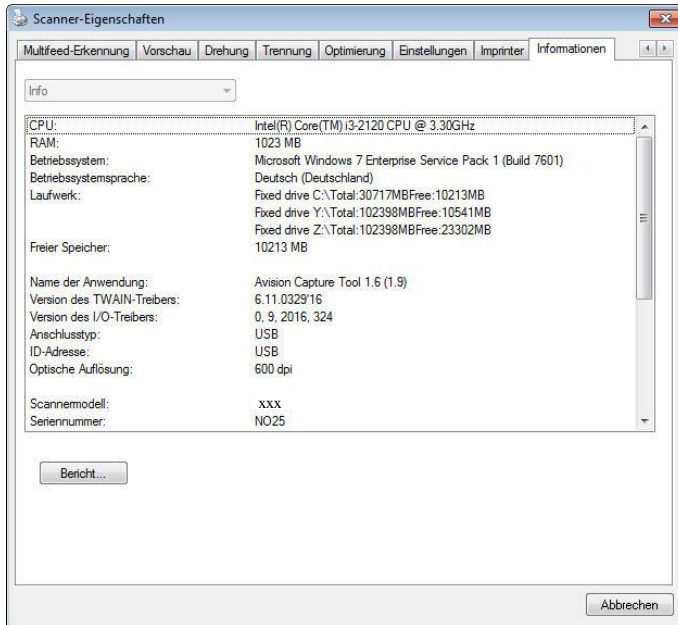 Scanner-Eigenschaften
Multifeed-Erkennung Vorschau Drehung Trennung Optimierung Einstellungen Imprinter Informationen
Info
CPU: Intel(R) Core(TM) i3-2120 CPU @ 3.30GHz
RAM: 1023 MB
Betriebssystem: Microsoft Windows 7 Enterprise Service Pack 1 (Build 7601)
Betriebssystemsprache: Deutsch (Deutschland)
Laufwerk: Fixed drive C:\Total:30717MBFree:10213MB
Fixed drive Y:\Total:102398MBFree:10541MB
Fixed drive Z:\Total:102398MBFree:23302MB
Freier Speicher: 10213 MB
Name der Anwendung: Avision Capture Tool 1.6 (1.9)
Version des TWAIN-Treibers: 6.11.0329'16
Version des I/O-Treibers: 0, 9, 2016, 324
Anschlusstyp: USB
ID-Adresse: USB
Optische Auflösung: 600 dpi
Scannermodell: xxx
Seriennummer: NO25
Bericht...
Abbrechen